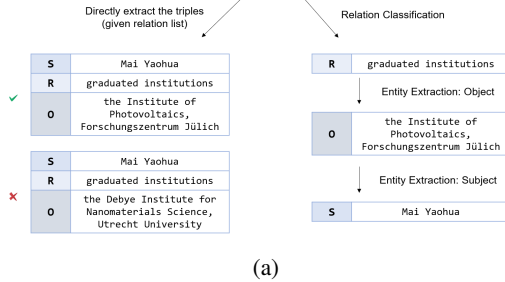 Directly extract the triples
(given relation list)
S Mai Yaohua
R graduated institutions
O the Institute of
Photovoltaics,
Forschungszentrum Jülich
S Mai Yaohua
R graduated institutions
O the Debye Institute for
Nanomaterials Science,
Utrecht University
Relation Classification
R graduated institutions
Entity Extraction: Object
O the Institute of
Photovoltaics,
Forschungszentrum Jülich
Entity Extraction: Subject
S Mai Yaohua
(a)